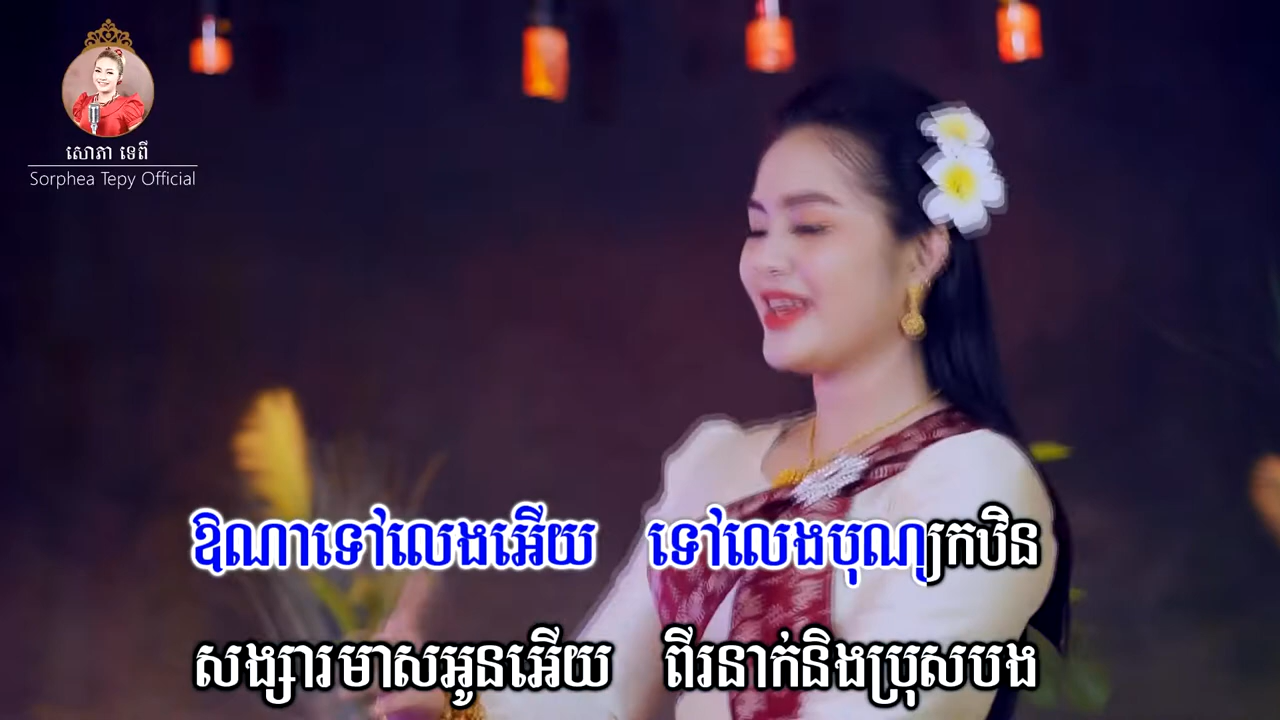 សោភា ទេពី
Sorphea Tepy Official
ឱណាទៅលេងអើយ ទៅលេងបុណ្យកឋិន
សង្សារមាសអូនអើយ ពីរនាក់និងប្រុសបង